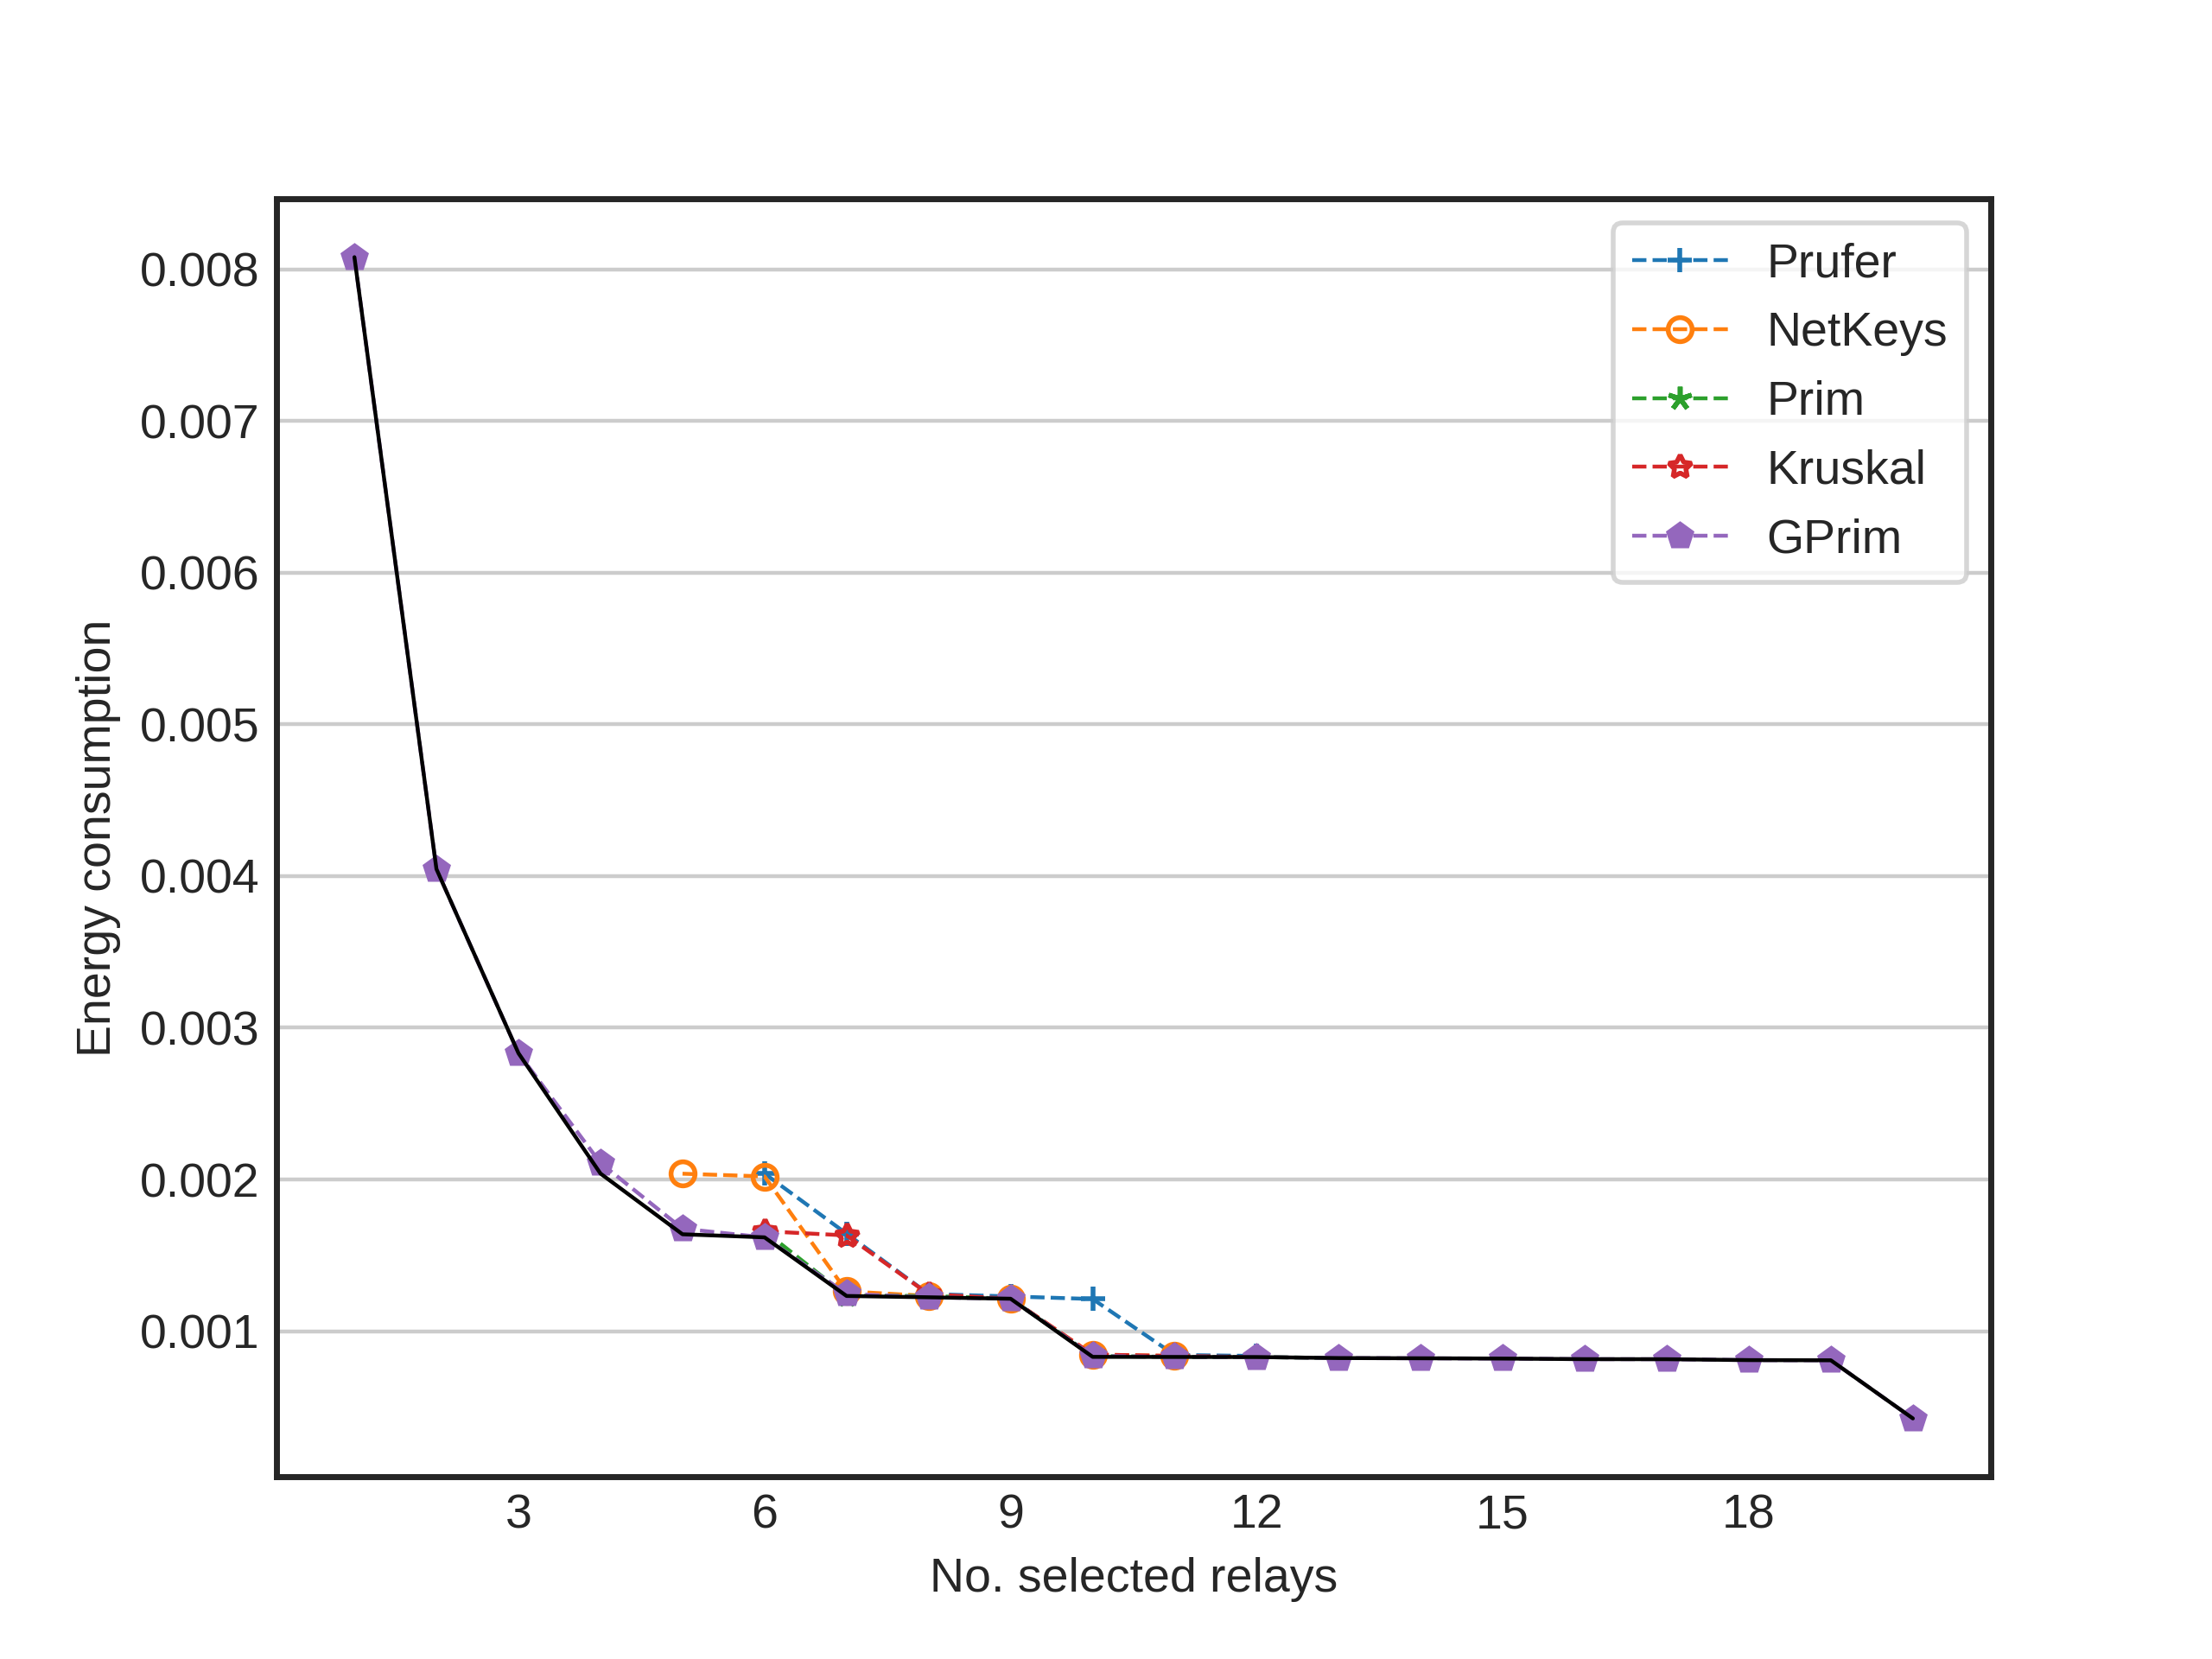 0.008
0.007
0.006
0.005
0.004
0.003
0.002
0.001
Energy consumption
3 6 9 12 15 18
No. selected relays
Prufer
NetKeys
Prim
Kruskal
GPrim